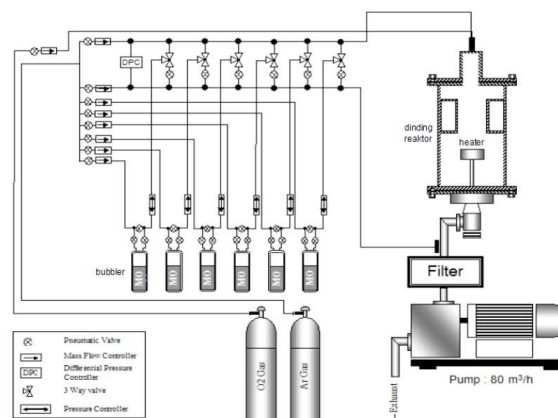 DPC
dinding
reaktor
heater
bubbler
MO
MO
MO
MO
MO
MO
Filter
O2 Gas
Ar Gas
Exhaust
Pump : 80 m³/h
Pneumatic Valve
Mass Flow Controller
DPC
Differential Pressure
Controller
3 Way valve
Pressure Controller